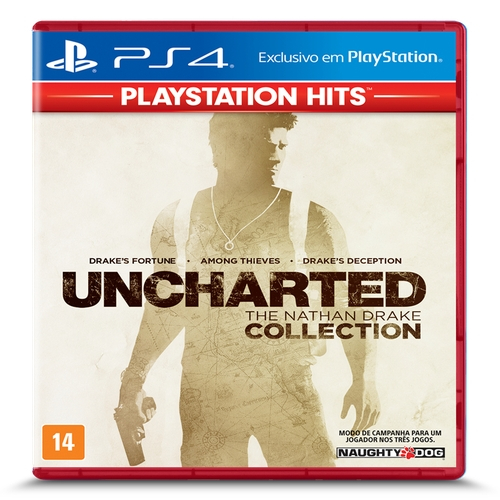 PS4 Exclusivo em PlayStation®
PLAYSTATION HITS™
DRAKE'S FORTUNE • AMONG THIEVES • DRAKE'S DECEPTION
UNCHARTED
THE NATHAN DRAKE
COLLECTION
14
MODO DE CAMPANHA PARA UM
JOGADOR NOS TRÊS JOGOS.
NAUGHTY DOG